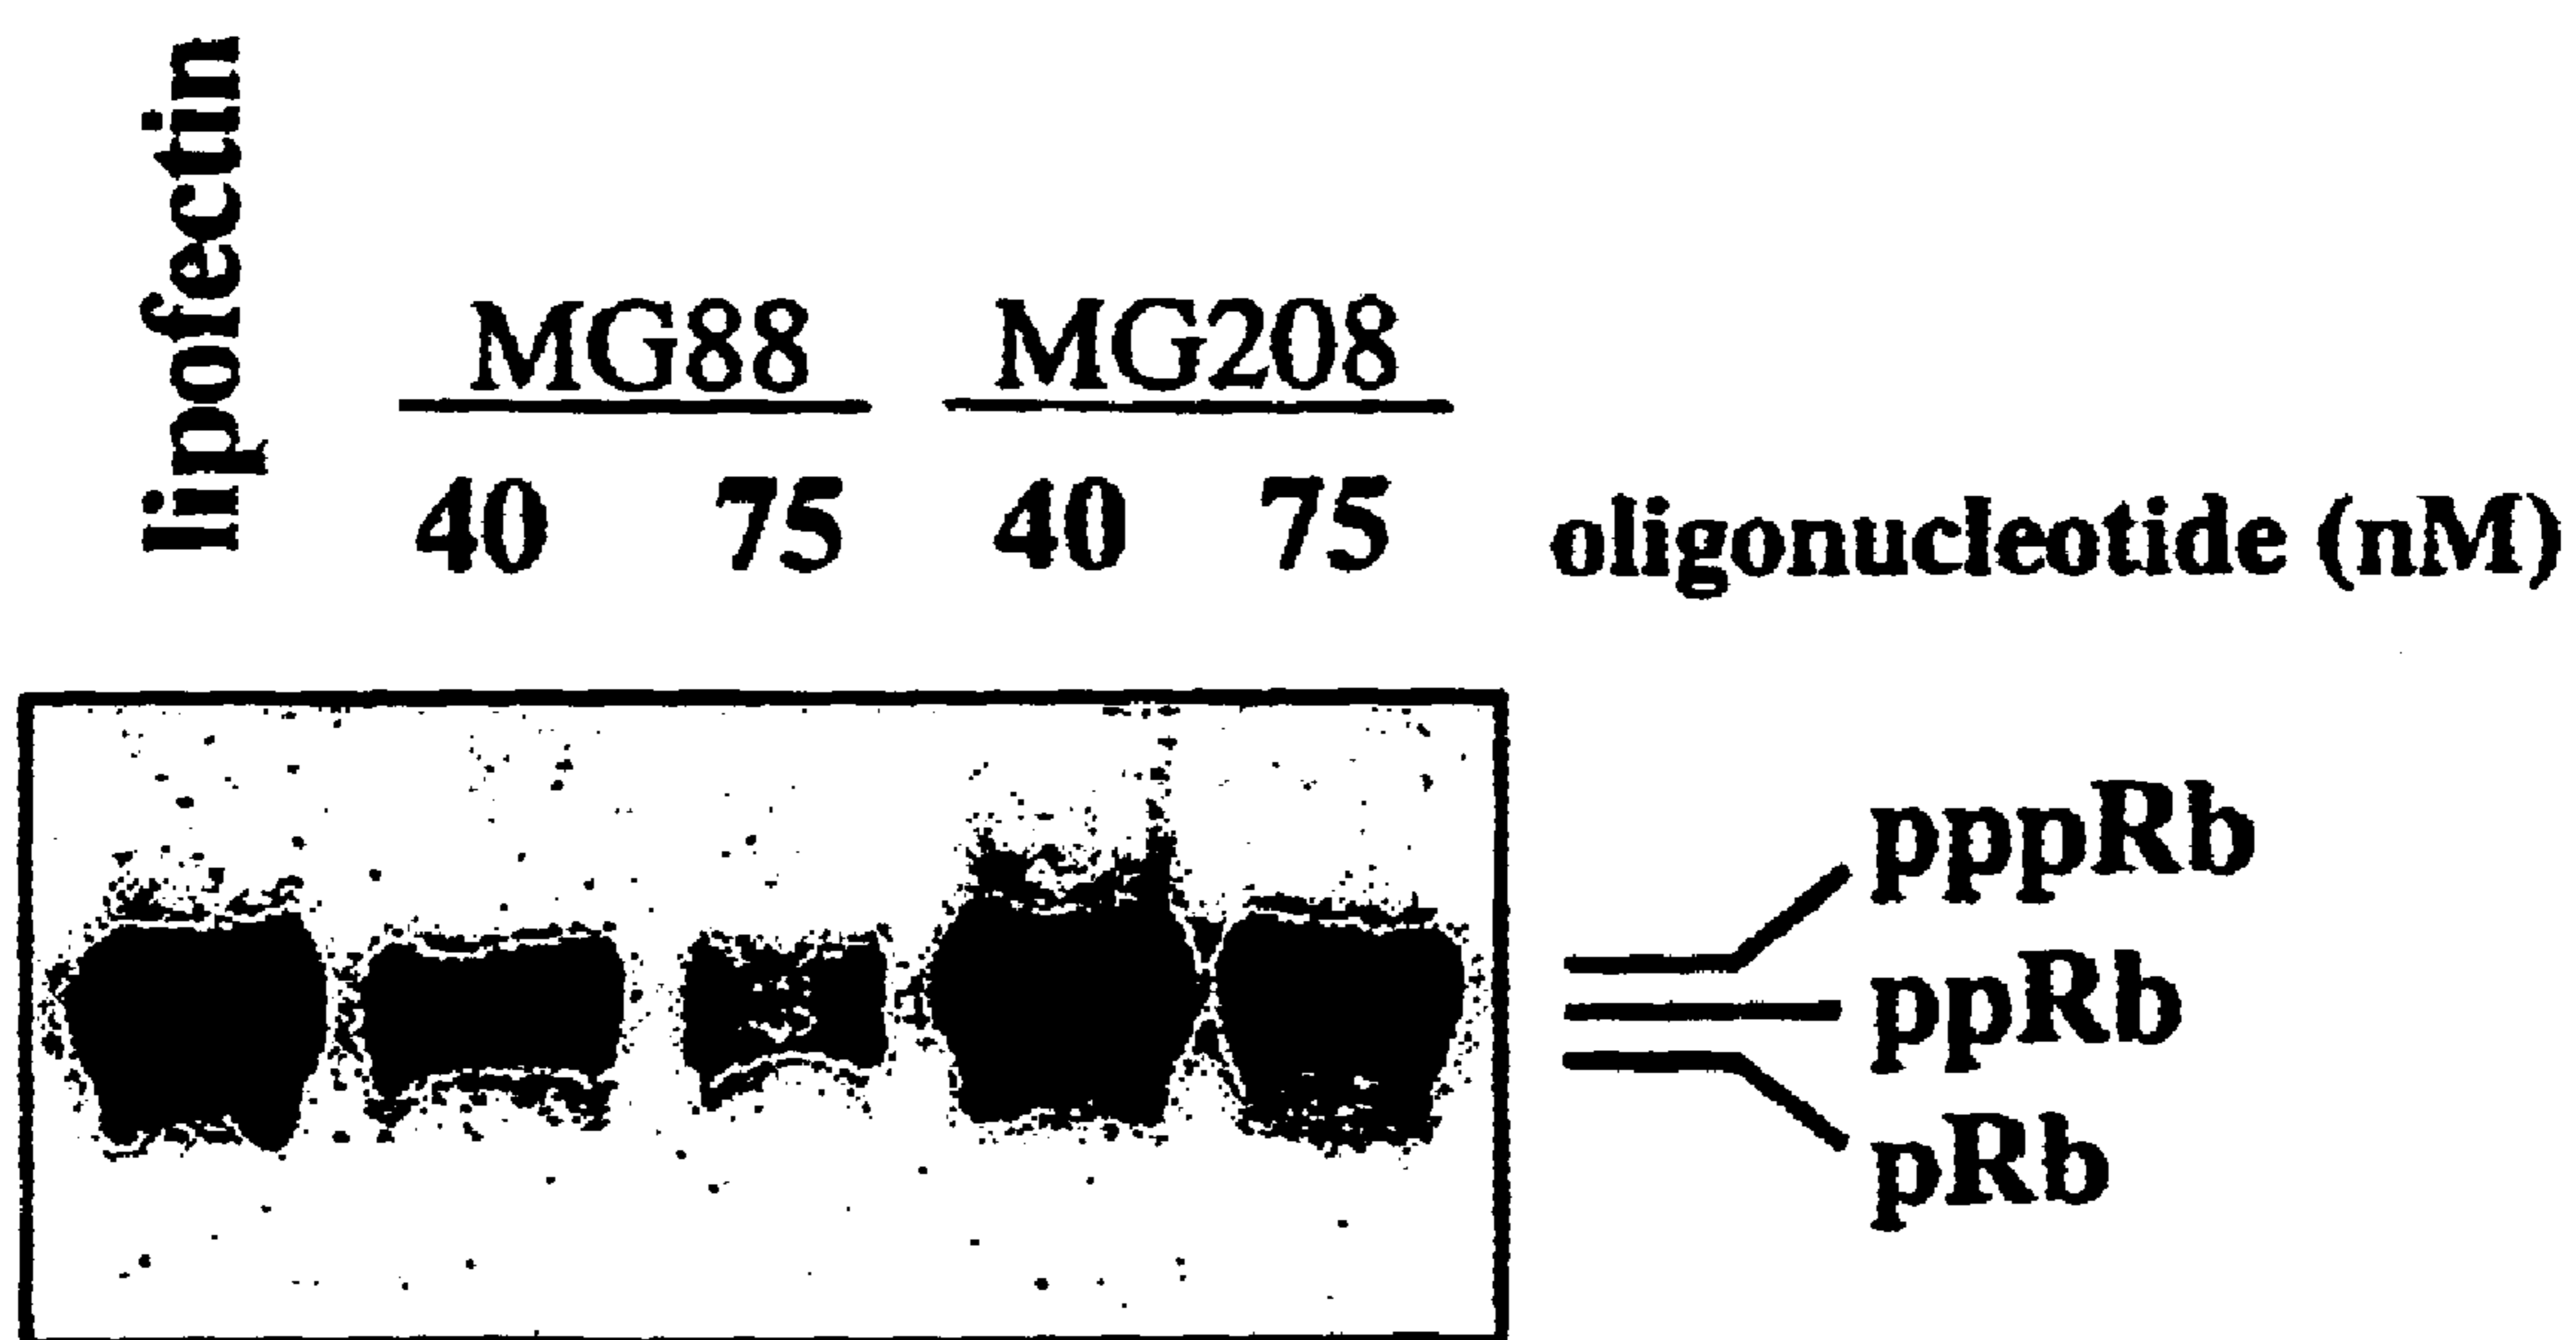 lipofectin
MG88 MG208
40 75 40 75 oligonucleotide (nM)
pppRb
ppRb
pRb